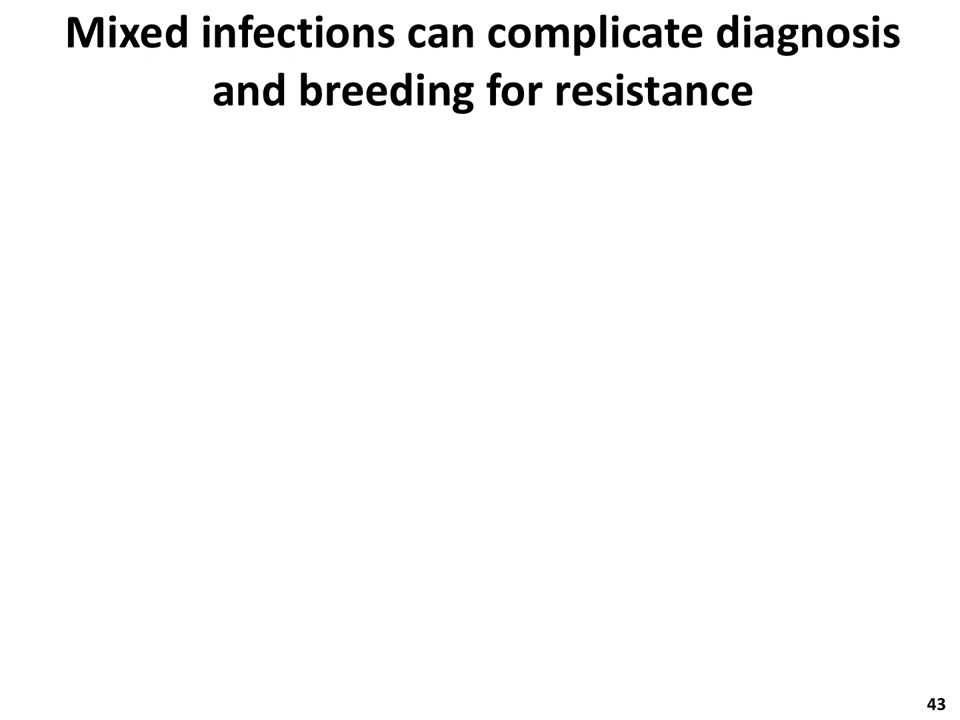 Mixed infections can complicate diagnosis
and breeding for resistance
43